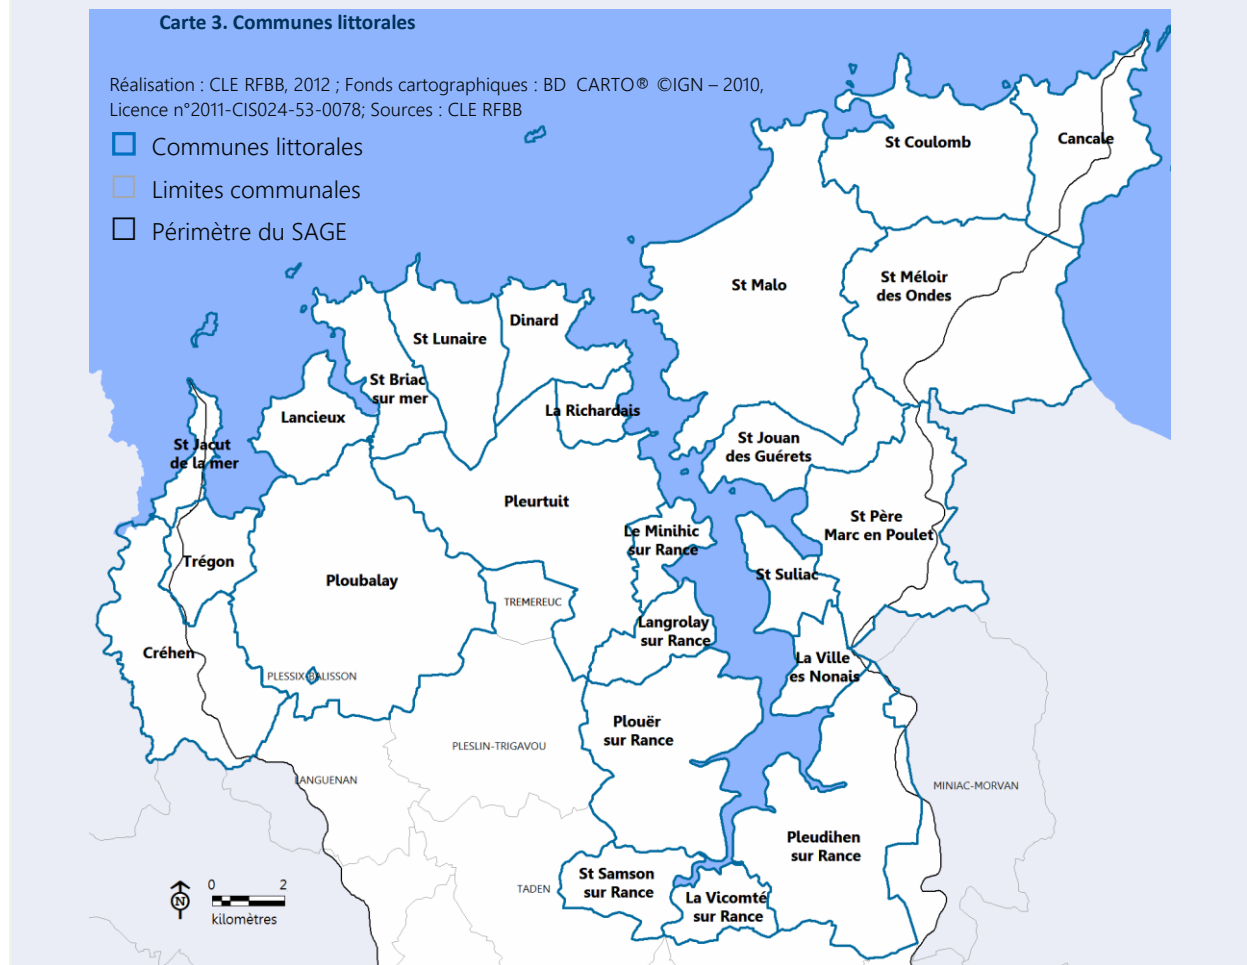 Carte 3. Communes littorales
Réalisation : CLE RFBB, 2012 ; Fonds cartographiques : BD CARTO® ©IGN – 2010,
Licence n°2011-CIS024-53-0078; Sources : CLE RFBB
Communes littorales
Limites communales
Périmètre du SAGE
St Coulomb
Cancale
St Malo
St Méloir
des Ondes
Dinard
St Lunaire
St Briac
sur mer
La Richardais
Lancieux
St Jacut
de la mer
St Jouan
des Guérets
Pleurtuit
St Père
Marc en Poulet
Le Minihic
sur Rance
Trégon
Ploubalay
St Suliac
TREMEREUC
Langrolay
sur Rance
Créhen
La Ville
es Nonais
PLESSIX-BALISSON
Plouër
sur Rance
PLESLIN-TRIGAVOU
LANGUENAN
MINIAC-MORVAN
Pleudihen
sur Rance
St Samson
sur Rance
TADEN
La Vicomté
sur Rance
N
0 2
kilomètres